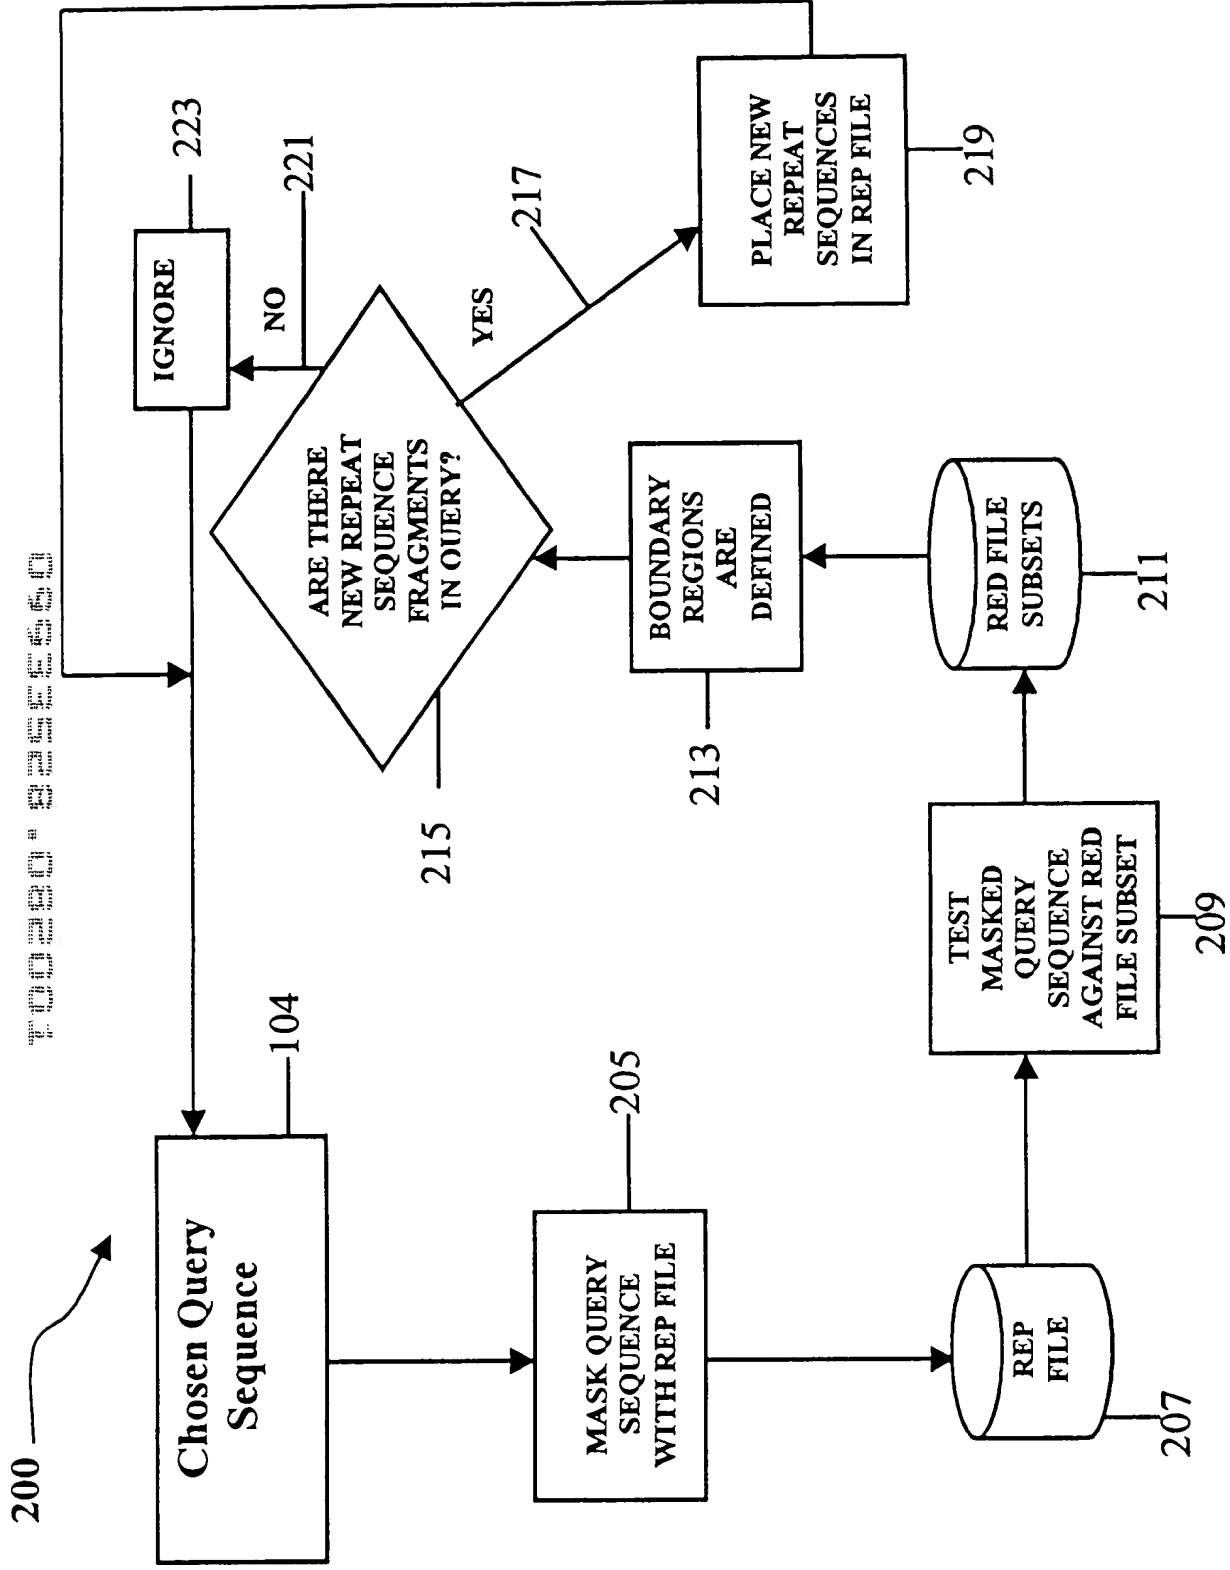 09933528.082001
200
Chosen Query
Sequence
104
MASK QUERY
SEQUENCE
WITH REP FILE
205
REP
FILE
207
TEST
MASKED
QUERY
SEQUENCE
AGAINST RED
FILE SUBSET
209
RED FILE
SUBSETS
211
BOUNDARY
REGIONS
ARE
DEFINED
213
ARE THERE
NEW REPEAT
SEQUENCE
FRAGMENTS
IN QUERY?
215
YES
217
PLACE NEW
REPEAT
SEQUENCES
IN REP FILE
219
NO
221
IGNORE
223